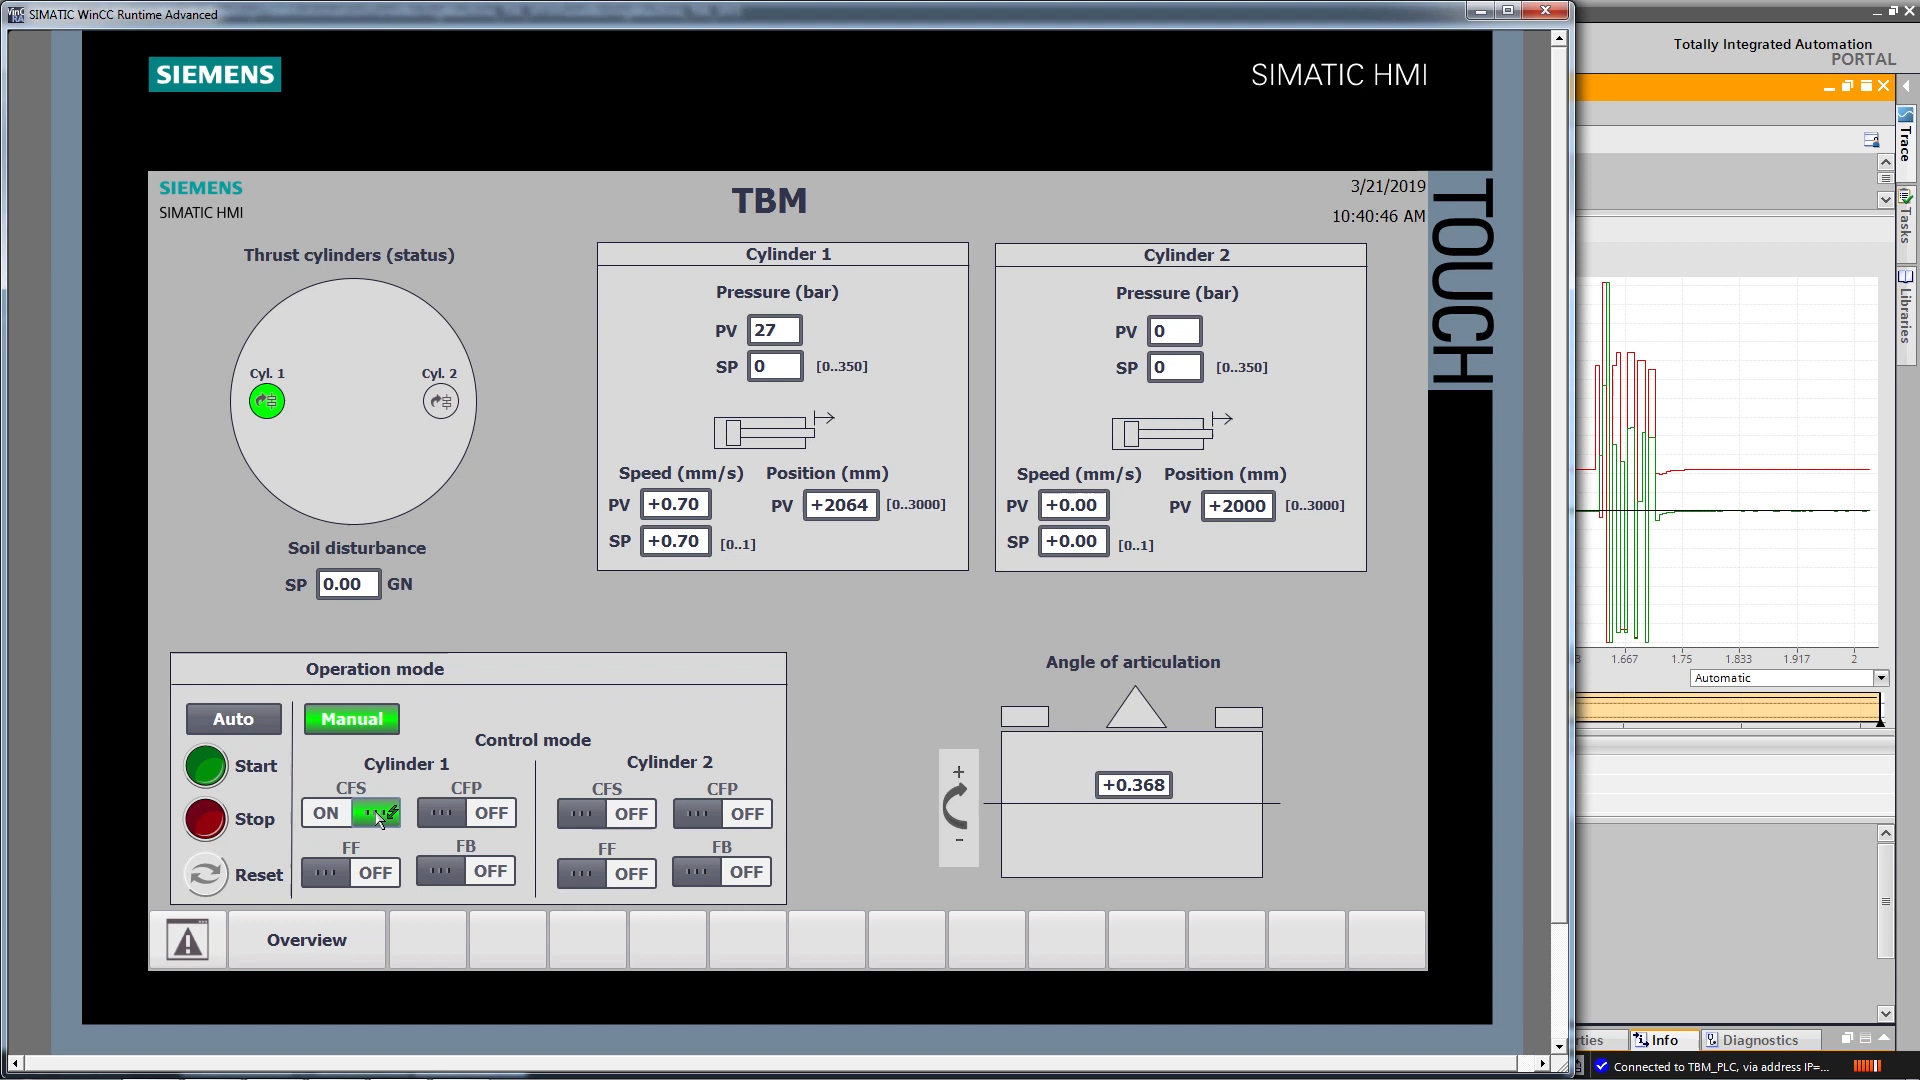 SIMATIC WinCC Runtime Advanced
Totally Integrated Automation
PORTAL
SIEMENS
SIMATIC HMI
TOUCH
SIEMENS
SIMATIC HMI
TBM
3/21/2019
10:40:46 AM
Thrust cylinders (status)
Cyl. 1
Cyl. 2
Soil disturbance
SP 0.00 GN
Cylinder 1
Pressure (bar)
PV 27
SP 0 [0..350]
Speed (mm/s) Position (mm)
PV +0.70 PV +2064 [0..3000]
SP +0.70 [0..1]
Cylinder 2
Pressure (bar)
PV 0
SP 0 [0..350]
Speed (mm/s) Position (mm)
PV +0.00 PV +2000 [0..3000]
SP +0.00 [0..1]
Operation mode
Auto
Manual
Start
Stop
Reset
Control mode
Cylinder 1
CFS CFP
ON OFF
FF FB
OFF OFF
Cylinder 2
CFS CFP
OFF OFF
FF FB
OFF OFF
Angle of articulation
+
-
+0.368
Overview
Trace
Tasks
Libraries
3 1.667 1.75 1.833 1.917 2
Automatic
rties Info Diagnostics
Connected to TBM_PLC, via address IP=...